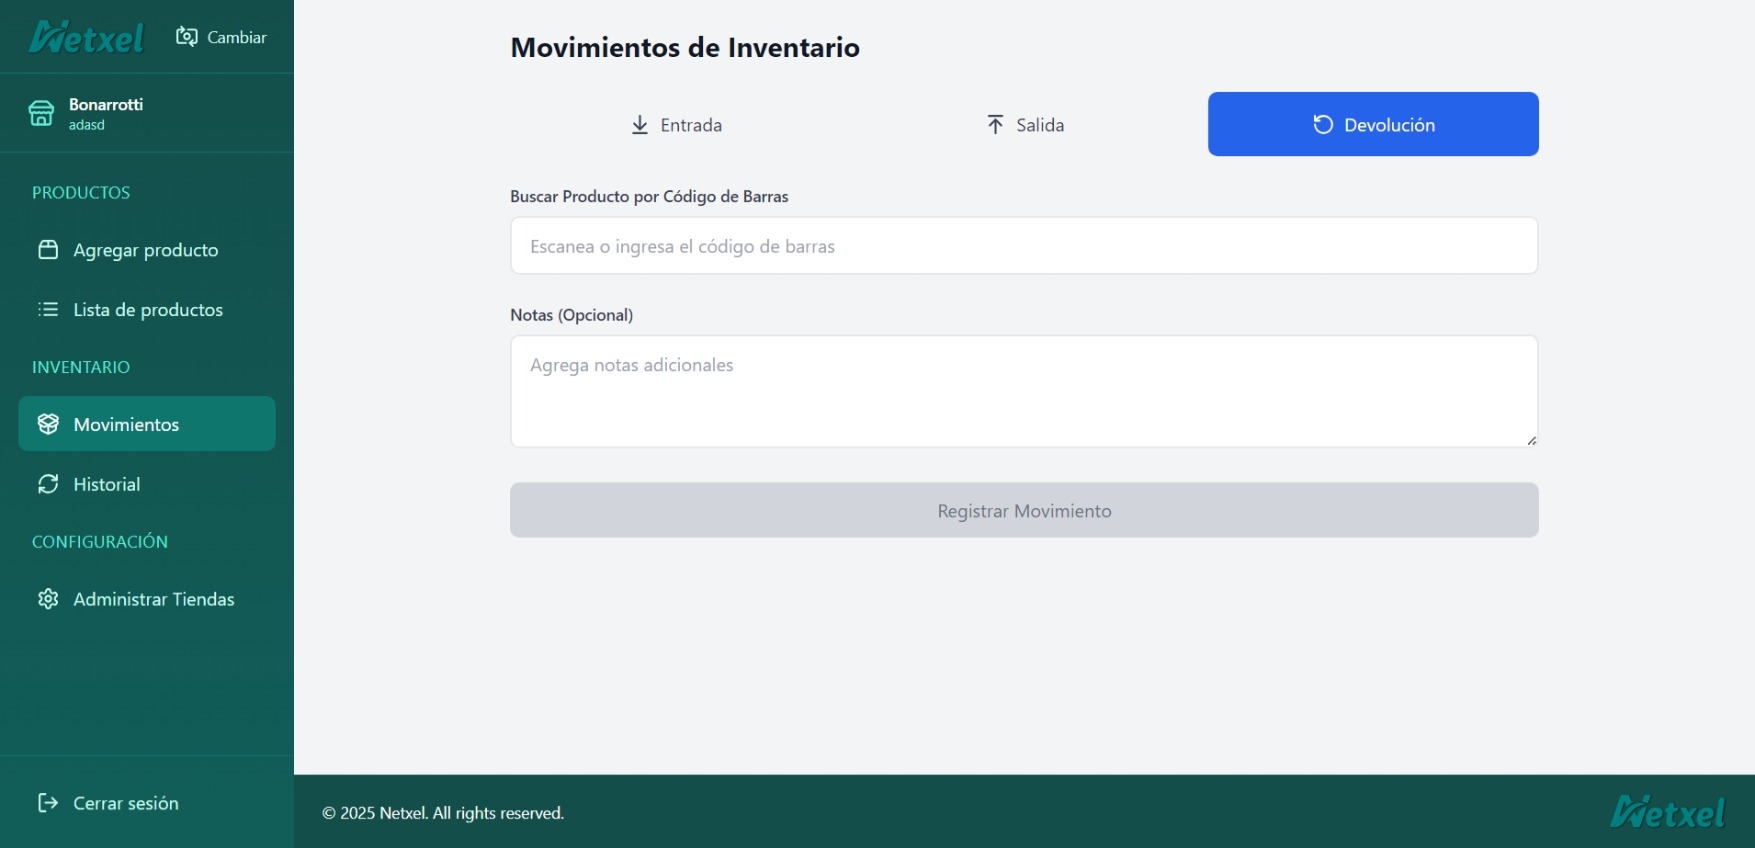 Netxel
Cambiar
Bonarrotti
adasd
PRODUCTOS
Agregar producto
Lista de productos
INVENTARIO
Movimientos
Historial
CONFIGURACIÓN
Administrar Tiendas
Cerrar sesión
Movimientos de Inventario
Entrada
Salida
Devolución
Buscar Producto por Código de Barras
Escanea o ingresa el código de barras
Notas (Opcional)
Agrega notas adicionales
Registrar Movimiento
© 2025 Netxel. All rights reserved.
Netxel